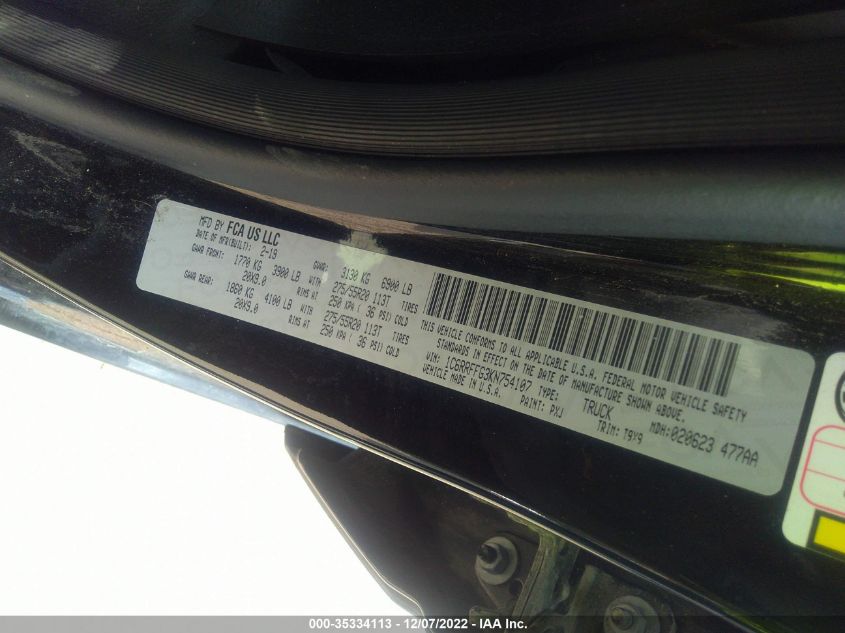 MFD BY FCA US LLC
DATE OF MFR(BUILT): 2-19 GVWR: 3130 KG 6900 LB
GAWR FRONT: 1770 KG 3900 LB WITH 275/55R20 113T TIRES
20X9.0 RIMS AT 250 KPA ( 36 PSI) COLD
GAWR REAR: 1860 KG 4100 LB WITH 275/55R20 113T TIRES
20X9.0 RIMS AT 250 KPA ( 36 PSI) COLD
THIS VEHICLE CONFORMS TO ALL APPLICABLE U.S.A. FEDERAL MOTOR VEHICLE SAFETY
STANDARDS IN EFFECT ON THE DATE OF MANUFACTURE SHOWN ABOVE.
VIN: 1C6RRFFG3KN754107 TYPE: TRUCK MDH:020623 477AA
VEHICLE MADE IN U.S.A. PAINT: PXJ TRIM: T9X9
000-35334113 - 12/07/2022 - IAA Inc.